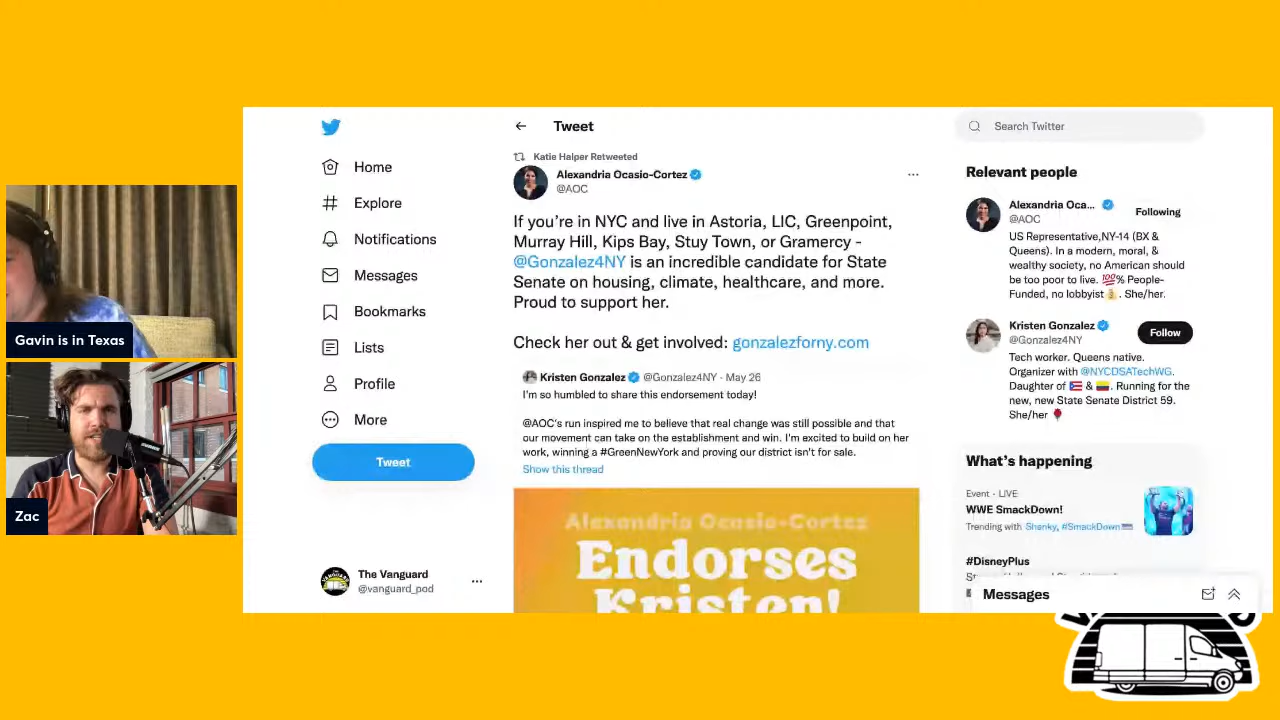 Gavin is in Texas
Zac
Home
Explore
Notifications
Messages
Bookmarks
Lists
Profile
More
Tweet
The Vanguard
@vanguard_pod
Tweet
Katie Halper Retweeted
Alexandria Ocasio-Cortez
@AOC
If you’re in NYC and live in Astoria, LIC, Greenpoint,
Murray Hill, Kips Bay, Stuy Town, or Gramercy -
@Gonzalez4NY is an incredible candidate for State
Senate on housing, climate, healthcare, and more.
Proud to support her.
Check her out & get involved: gonzalezforny.com
Kristen Gonzalez @Gonzalez4NY · May 26
I'm so humbled to share this endorsement today!
@AOC's run inspired me to believe that real change was still possible and that
our movement can take on the establishment and win. I'm excited to build on her
work, winning a #GreenNewYork and proving our district isn't for sale.
Show this thread
Alexandria Ocasio-Cortez
Endorses
Kristen!
Search Twitter
Relevant people
Alexandria Oca...
Following
@AOC
US Representative,NY-14 (BX &
Queens). In a modern, moral, &
wealthy society, no American should
be too poor to live. 💯% People-
Funded, no lobbyist💰. She/her.
Kristen Gonzalez
@Gonzalez4NY
Follow
Tech worker. Queens native.
Organizer with @NYCDSATechWG.
Daughter of 🇵🇷 & 🇨🇴. Running for the
new, new State Senate District 59.
She/her 🌹
What’s happening
Event · LIVE
WWE SmackDown!
Trending with Shanky, #SmackDown
#DisneyPlus
Messages